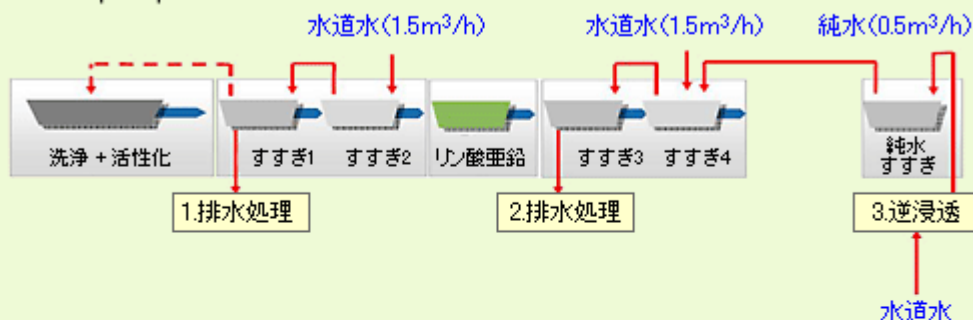 水道水(1.5m³/h)
水道水(1.5m³/h)
純水(0.5m³/h)
洗浄 + 活性化
すすぎ1
すすぎ2
リン酸亜鉛
すすぎ3
すすぎ4
純水
すすぎ
1.排水処理
2.排水処理
3.逆浸透
水道水